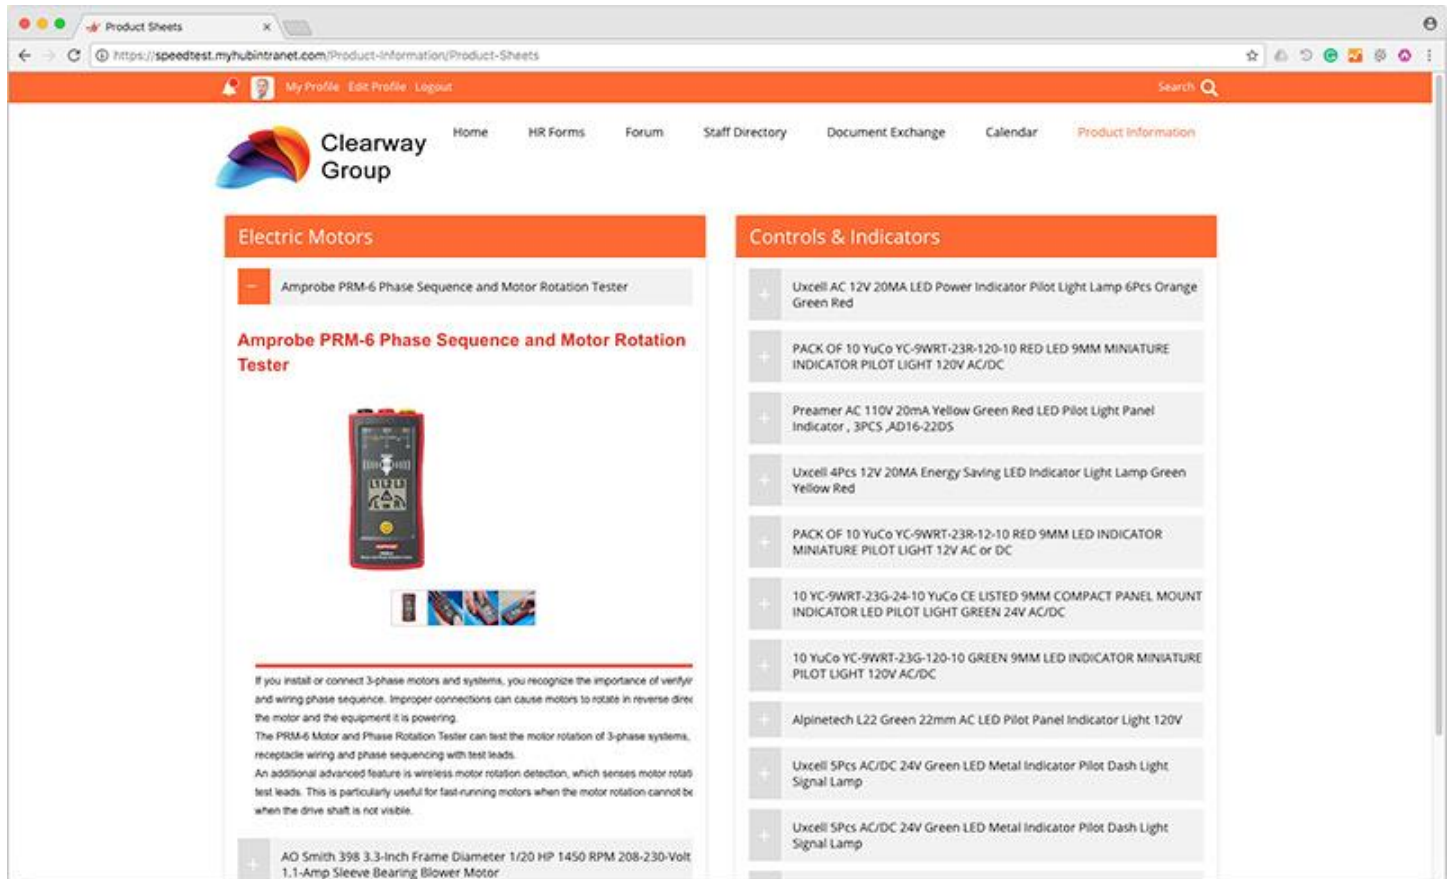 Product Sheets
https://speedtest.myhubintranet.com/Product-Information/Product-Sheets
My Profile Edit Profile Logout
Search
Clearway
Group
Home HR Forms Forum Staff Directory Document Exchange Calendar Product Information
Electric Motors
Amprobe PRM-6 Phase Sequence and Motor Rotation Tester
Amprobe PRM-6 Phase Sequence and Motor Rotation
Tester
L1 L2 L3
L R
If you install or connect 3-phase motors and systems, you recognize the importance of verifyin
and wiring phase sequence. Improper connections can cause motors to rotate in reverse direc
the motor and the equipment it is powering.
The PRM-6 Motor and Phase Rotation Tester can test the motor rotation of 3-phase systems,
receptacle wiring and phase sequencing with test leads.
An additional advanced feature is wireless motor rotation detection, which senses motor rotati
test leads. This is particularly useful for fast-running motors when the motor rotation cannot be
when the drive shaft is not visible.
AO Smith 398 3.3-Inch Frame Diameter 1/20 HP 1450 RPM 208-230-Volt
1.1-Amp Sleeve Bearing Blower Motor
Controls & Indicators
Uxcell AC 12V 20MA LED Power Indicator Pilot Light Lamp 6Pcs Orange
Green Red
PACK OF 10 YuCo YC-9WRT-23R-120-10 RED LED 9MM MINIATURE
INDICATOR PILOT LIGHT 120V AC/DC
Preamer AC 110V 20mA Yellow Green Red LED Pilot Light Panel
Indicator , 3PCS ,AD16-22DS
Uxcell 4Pcs 12V 20MA Energy Saving LED Indicator Light Lamp Green
Yellow Red
PACK OF 10 YuCo YC-9WRT-23R-12-10 RED 9MM LED INDICATOR
MINIATURE PILOT LIGHT 12V AC or DC
10 YC-9WRT-23G-24-10 YuCo CE LISTED 9MM COMPACT PANEL MOUNT
INDICATOR LED PILOT LIGHT GREEN 24V AC/DC
10 YuCo YC-9WRT-23G-120-10 GREEN 9MM LED INDICATOR MINIATURE
PILOT LIGHT 120V AC/DC
Alpinetech L22 Green 22mm AC LED Pilot Panel Indicator Light 120V
Uxcell 5Pcs AC/DC 24V Green LED Metal Indicator Pilot Dash Light
Signal Lamp
Uxcell 5Pcs AC/DC 24V Green LED Metal Indicator Pilot Dash Light
Signal Lamp